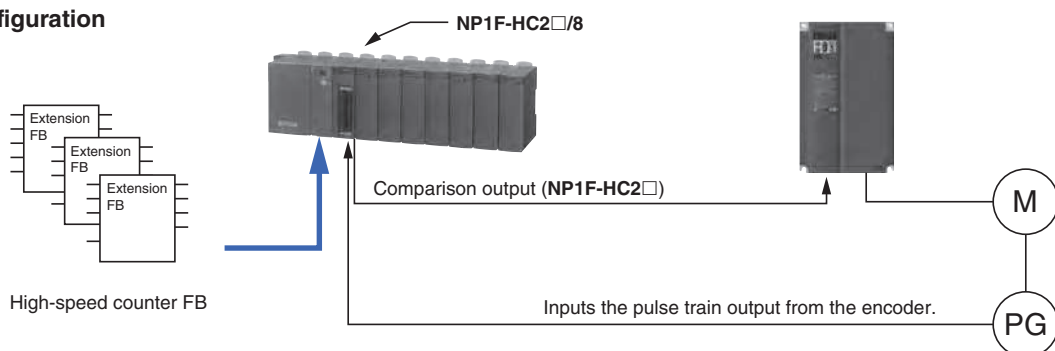 figuration
NP1F-HC2□/8
Extension
FB
Extension
FB
Extension
FB
Comparison output (NP1F-HC2□)
M
High-speed counter FB
Inputs the pulse train output from the encoder.
PG